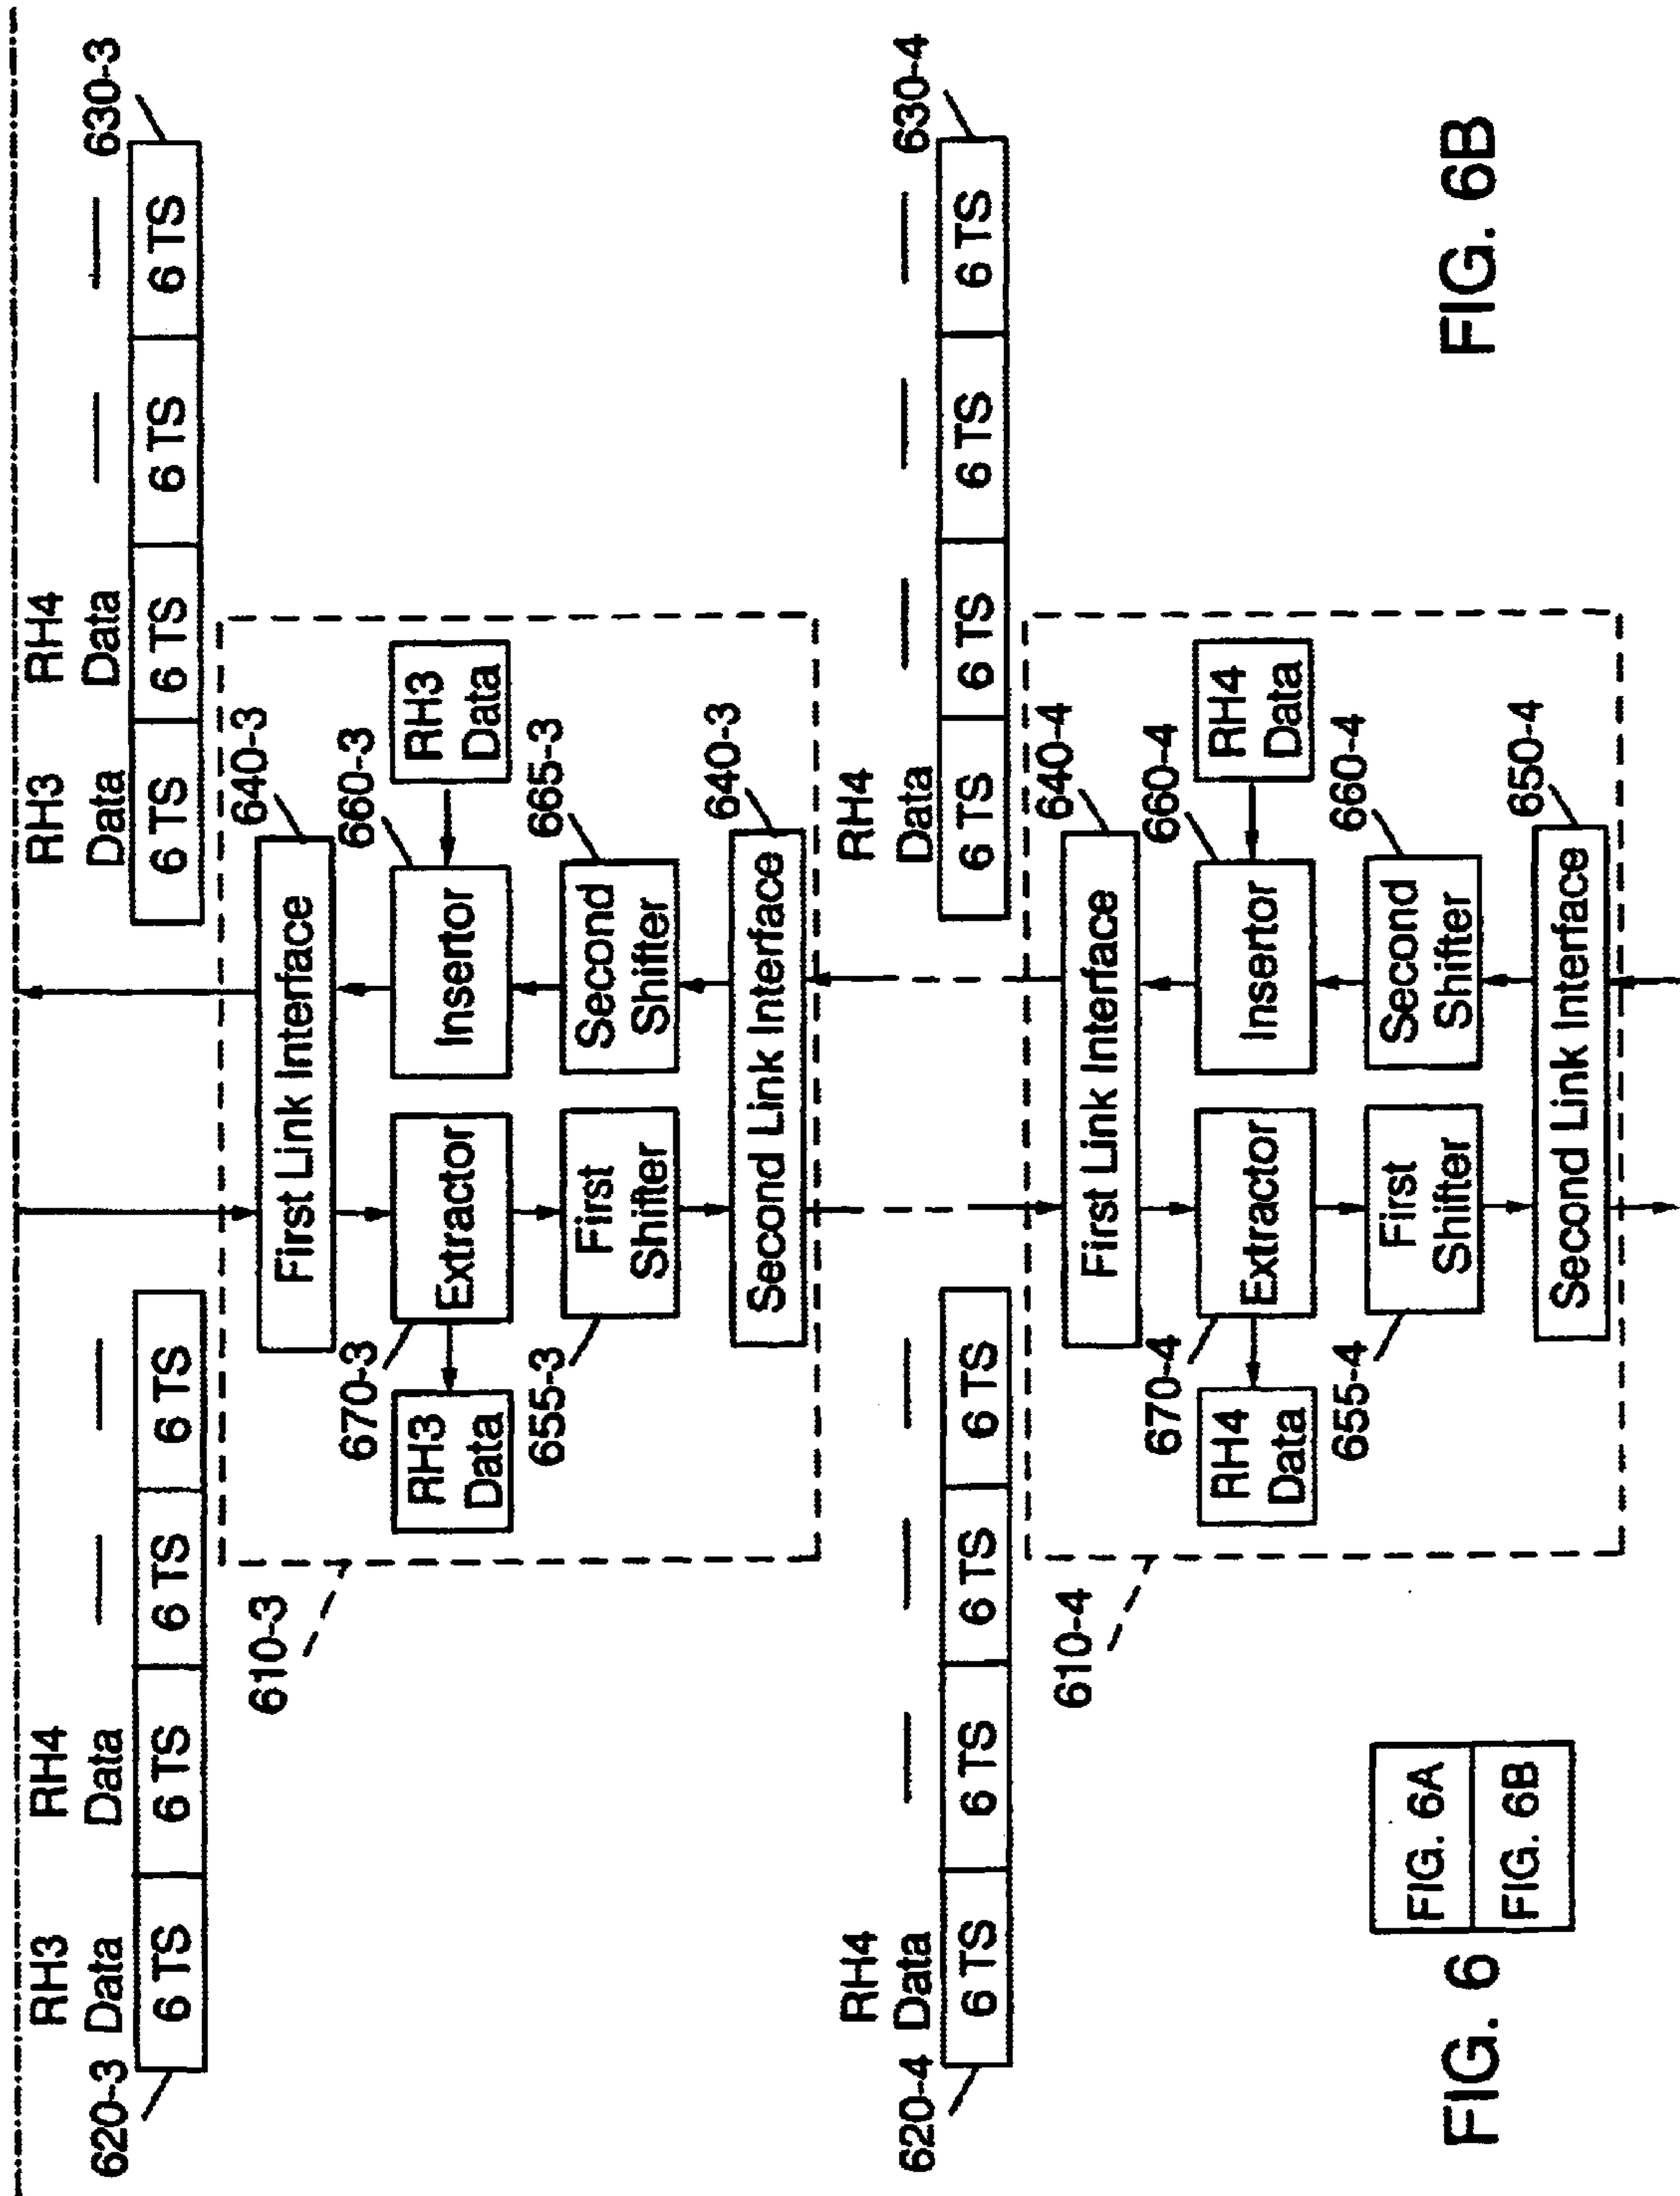 RH3 RH4
Data Data — —
620-3 6 TS 6 TS 6 TS 6 TS
RH3 RH4
Data Data — —
6 TS 6 TS 6 TS 6 TS 630-3
610-3
First Link Interface 640-3
670-3 Extractor
Insertor 660-3
RH3
Data
RH3
Data
655-3 First
Shifter
Second
Shifter 665-3
Second Link Interface 640-3
RH4
Data — — —
620-4 6 TS 6 TS 6 TS 6 TS
RH4
Data — — —
6 TS 6 TS 6 TS 6 TS 630-4
610-4
First Link Interface 640-4
670-4 Extractor
Insertor 660-4
RH4
Data
RH4
Data
655-4 First
Shifter
Second
Shifter 660-4
Second Link Interface 650-4
FIG. 6
FIG. 6A
FIG. 6B
FIG. 6B